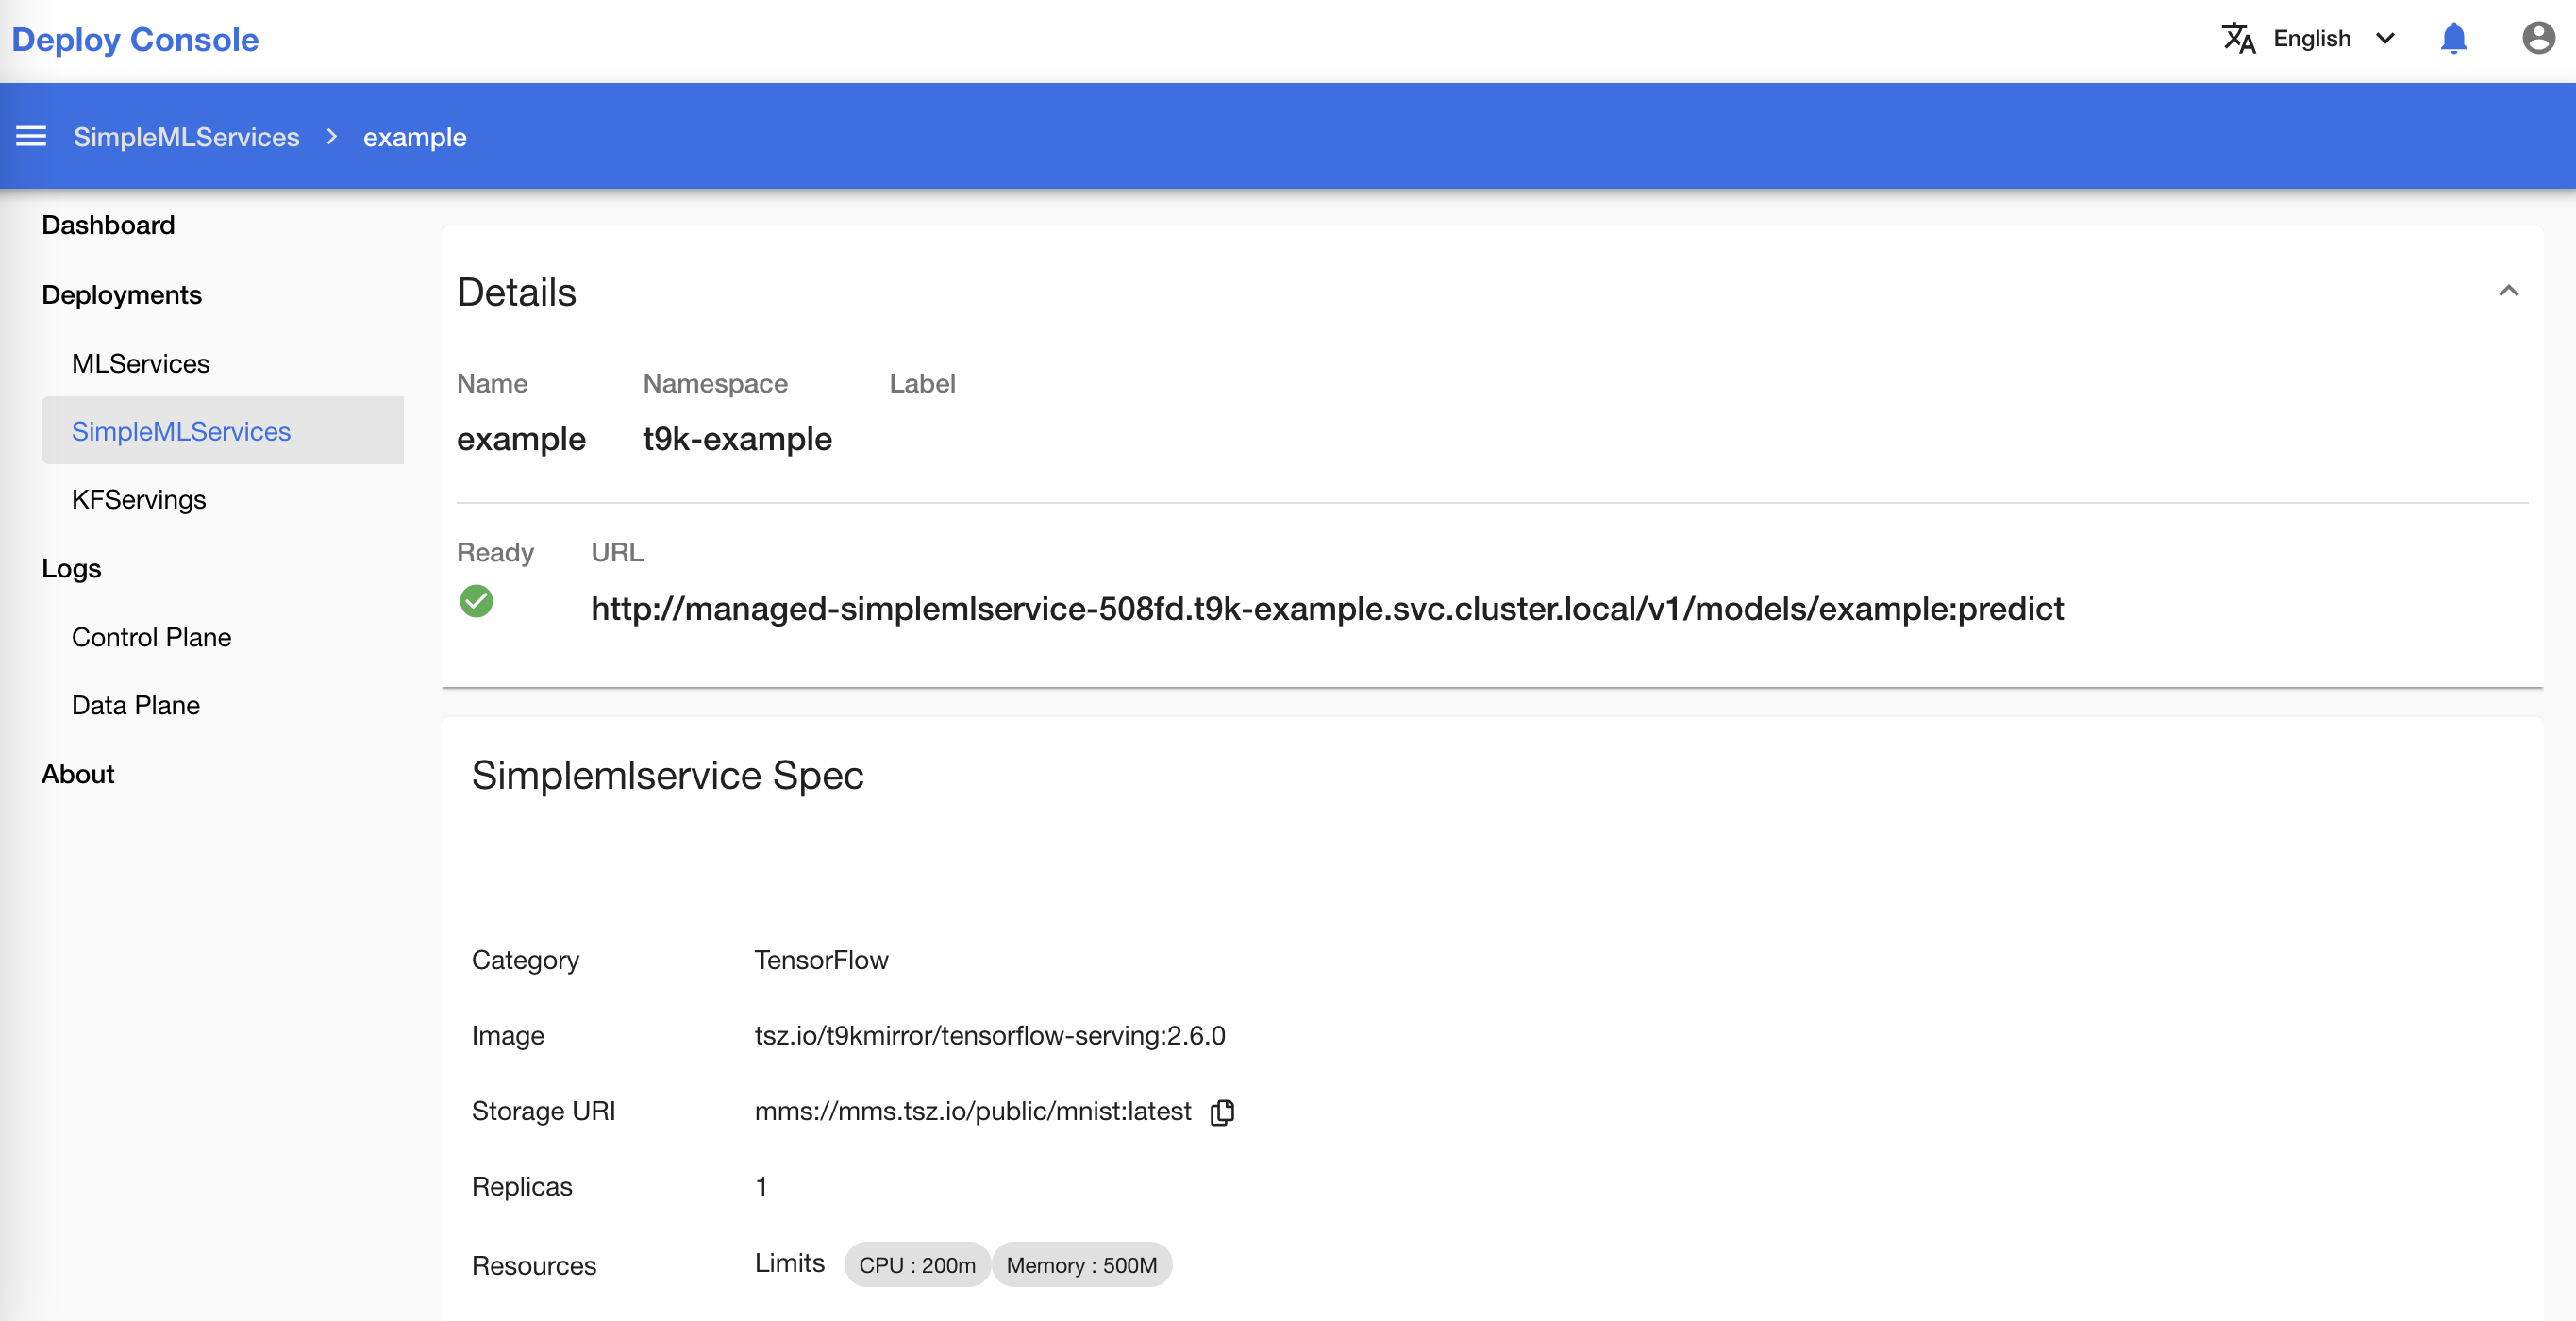 Deploy Console
English
SimpleMLServices > example
Dashboard
Deployments
MLServices
SimpleMLServices
KFServings
Logs
Control Plane
Data Plane
About
Details
Name Namespace Label
example t9k-example
Ready URL
http://managed-simplemlservice-508fd.t9k-example.svc.cluster.local/v1/models/example:predict
Simplemlservice Spec
Category TensorFlow
Image tsz.io/t9kmirror/tensorflow-serving:2.6.0
Storage URI mms://mms.tsz.io/public/mnist:latest
Replicas 1
Resources Limits CPU : 200m Memory : 500M